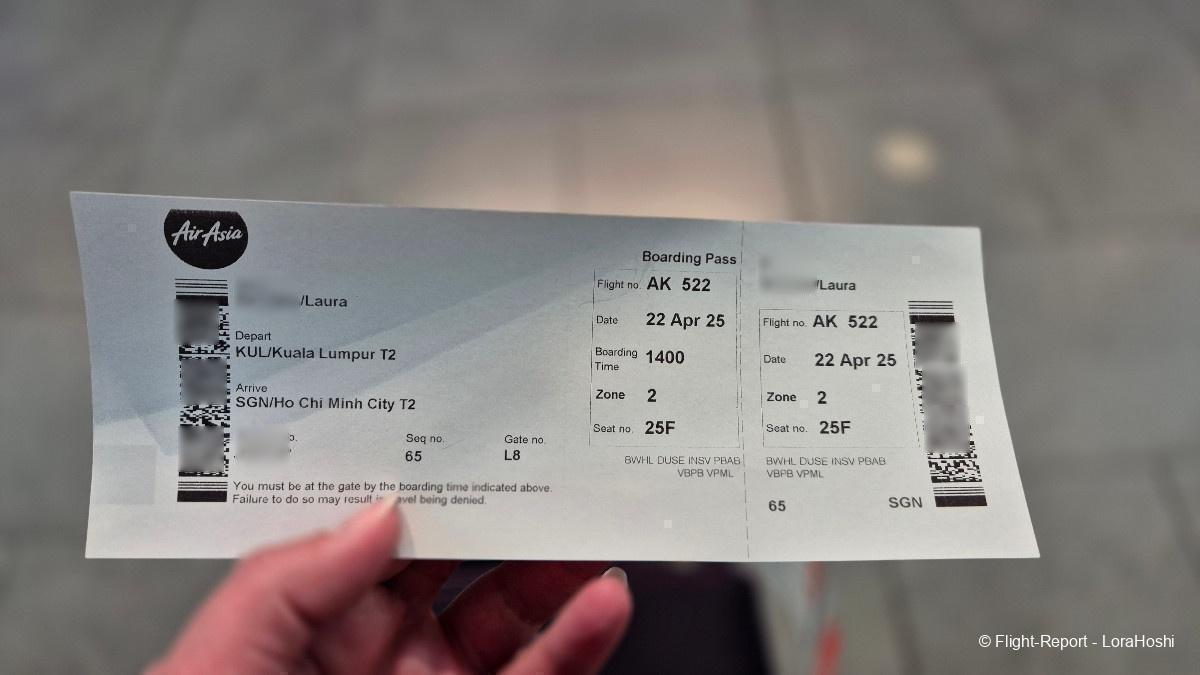 AirAsia
/Laura
Depart
KUL/Kuala Lumpur T2
Arrive
SGN/Ho Chi Minh City T2
Seq no.
65
Gate no.
L8
You must be at the gate by the boarding time indicated above.
Failure to do so may result being denied.
Boarding Pass
Flight no. AK 522
Date 22 Apr 25
Boarding Time 1400
Zone 2
Seat no. 25F
BWHL DUSE INSV PBAB
VBPB VPML
/Laura
Flight no. AK 522
Date 22 Apr 25
Zone 2
Seat no. 25F
BWHL DUSE INSV PBAB
VBPB VPML
65 SGN
© Flight-Report - LoraHoshi